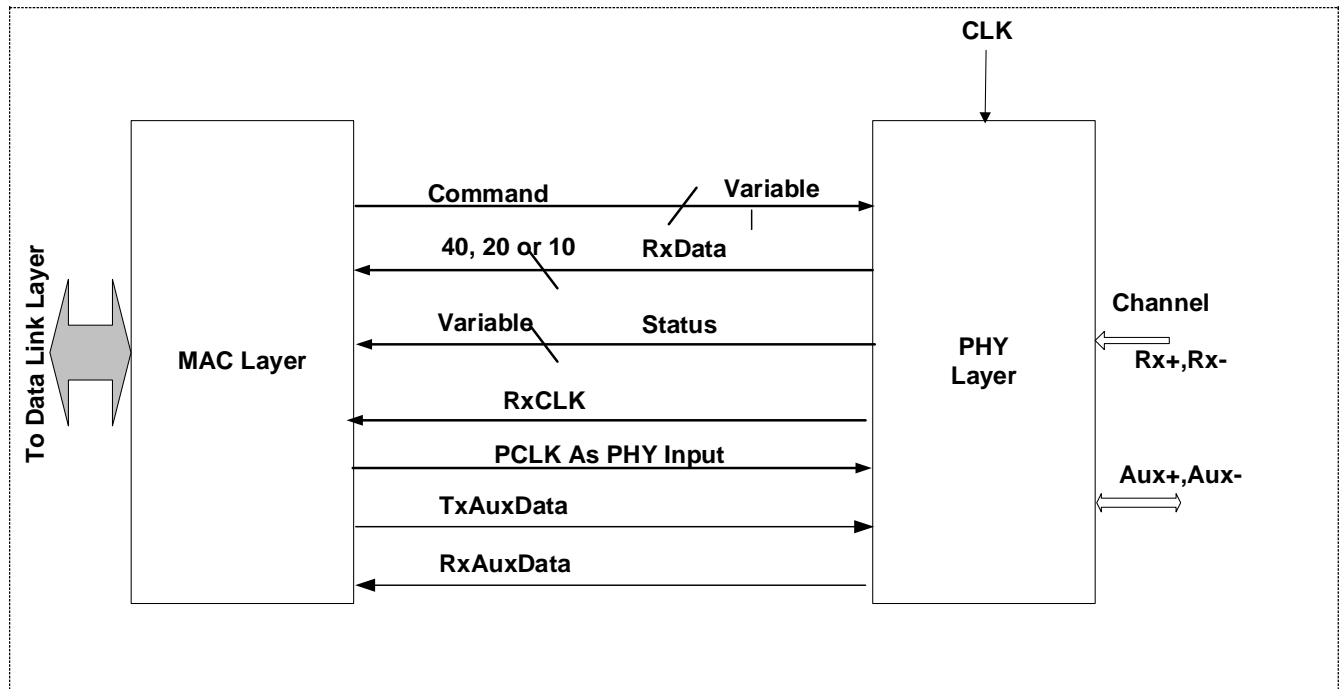 CLK
Command
Variable
40, 20 or 10
RxData
Variable
Status
RxCLK
PCLK As PHY Input
TxAuxData
RxAuxData
To Data Link Layer
MAC Layer
PHY
Layer
Channel
Rx+,Rx-
Aux+,Aux-